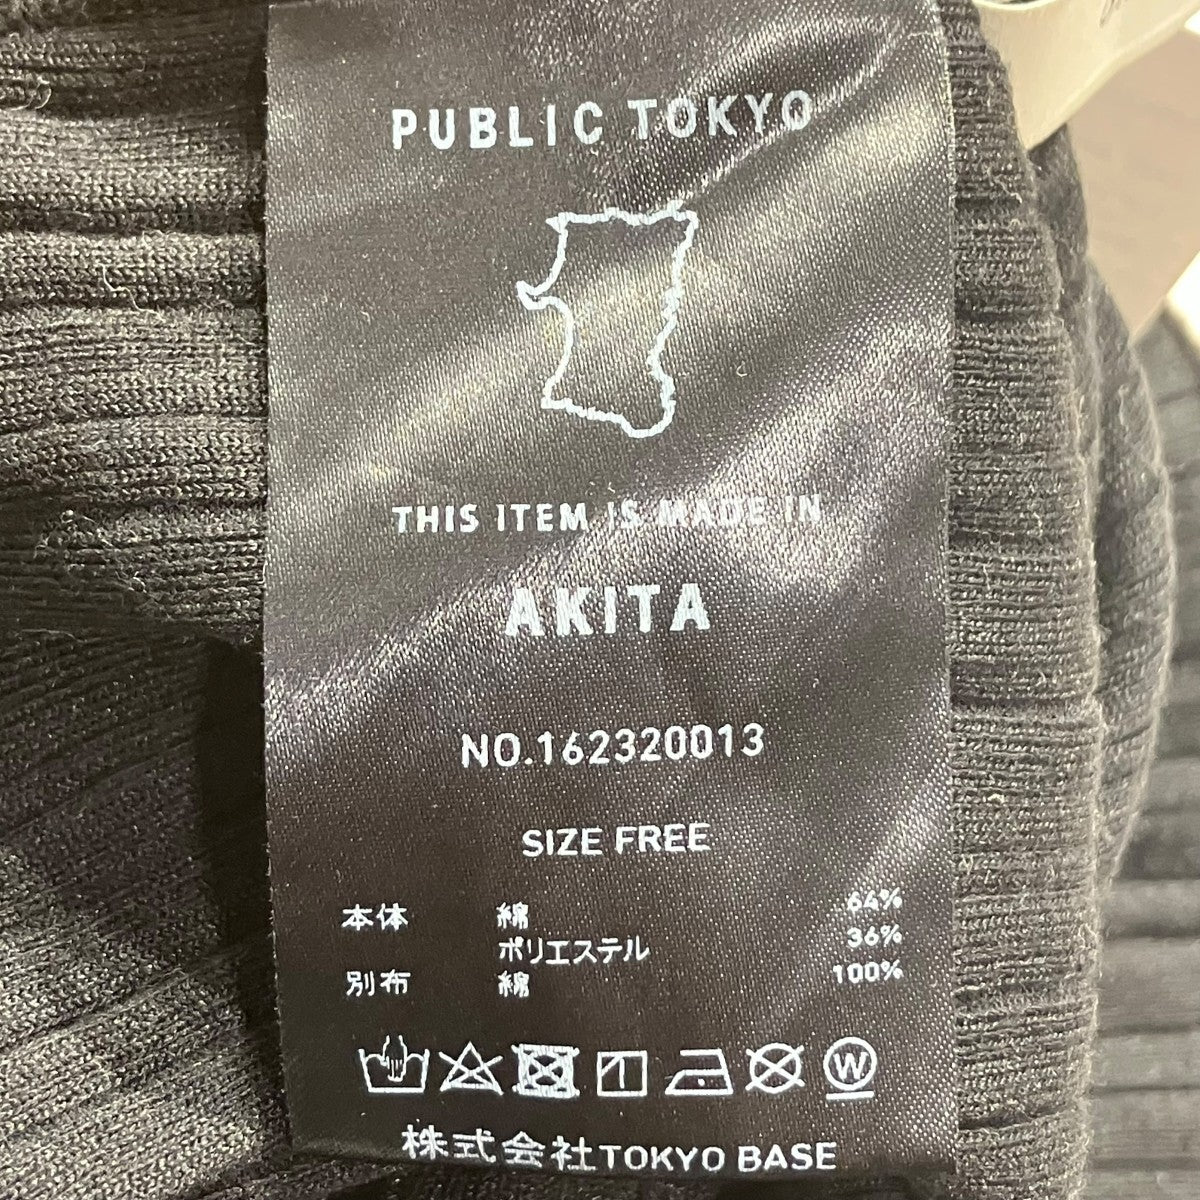 PUBLIC TOKYO
THIS ITEM IS MADE IN
AKITA
NO.162320013
SIZE FREE
本体 綿 64%
ポリエステル 36%
別布 綿 100%
W
株式会社TOKYO BASE